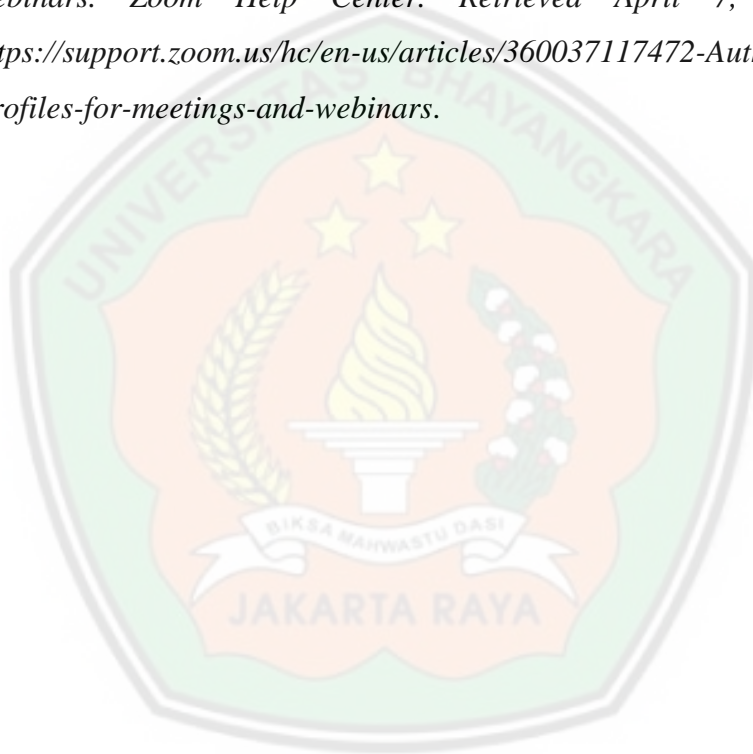 ebinars. Zoom Help Center. Retrieved April 7,
tps://support.zoom.us/hc/en-us/articles/360037117472-Aut
rofiles-for-meetings-and-webinars.
UNIVERSITAS BHAYANGKARA
BIKSA MAHWASTU DASI
JAKARTA RAYA